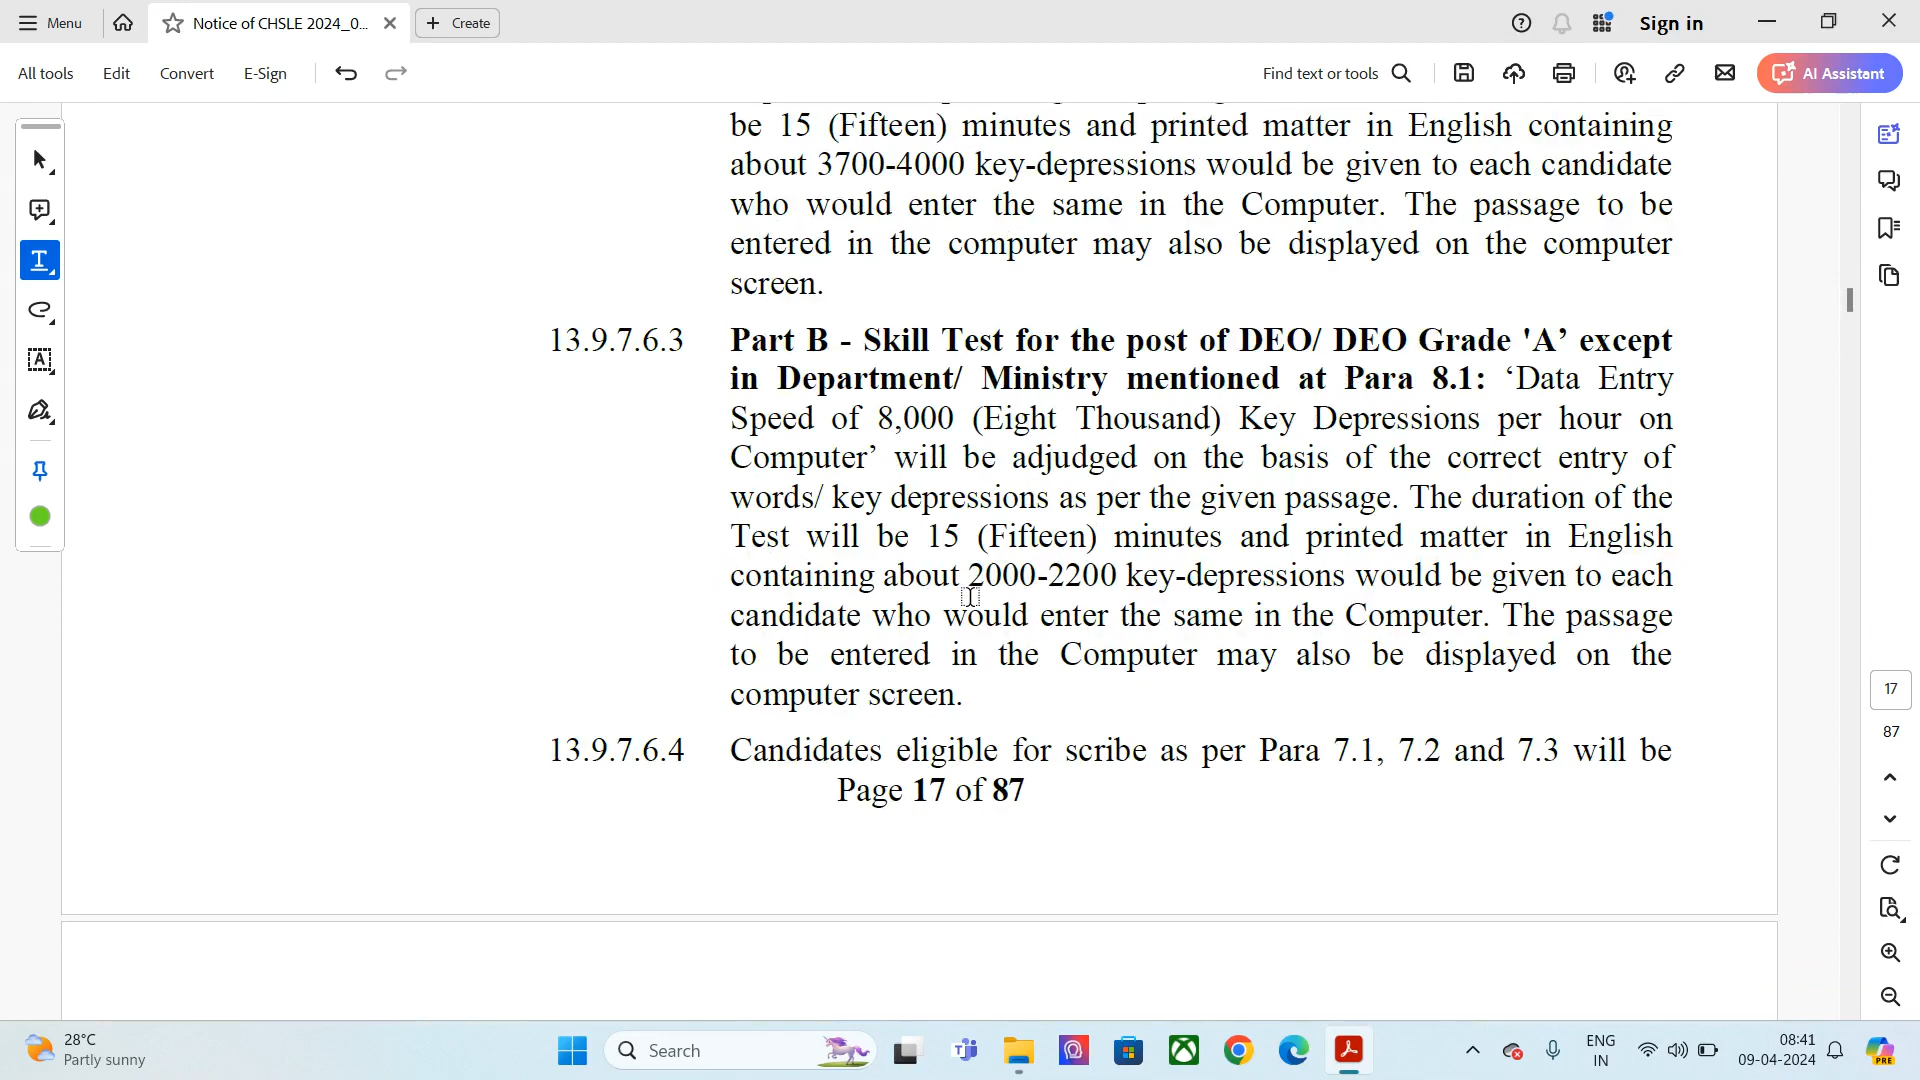 Menu
Notice of CHSLE 2024_0...
Create
Sign in
All tools
Edit
Convert
E-Sign
Find text or tools
AI Assistant
be 15 (Fifteen) minutes and printed matter in English containing
about 3700-4000 key-depressions would be given to each candidate
who would enter the same in the Computer. The passage to be
entered in the computer may also be displayed on the computer
screen.
13.9.7.6.3 Part B - Skill Test for the post of DEO/ DEO Grade 'A’ except
in Department/ Ministry mentioned at Para 8.1: ‘Data Entry
Speed of 8,000 (Eight Thousand) Key Depressions per hour on
Computer’ will be adjudged on the basis of the correct entry of
words/ key depressions as per the given passage. The duration of the
Test will be 15 (Fifteen) minutes and printed matter in English
containing about 2000-2200 key-depressions would be given to each
candidate who would enter the same in the Computer. The passage
to be entered in the Computer may also be displayed on the
computer screen.
13.9.7.6.4 Candidates eligible for scribe as per Para 7.1, 7.2 and 7.3 will be
Page 17 of 87
17
87
28°C
Partly sunny
Search
ENG
IN
08:41
09-04-2024
PRE